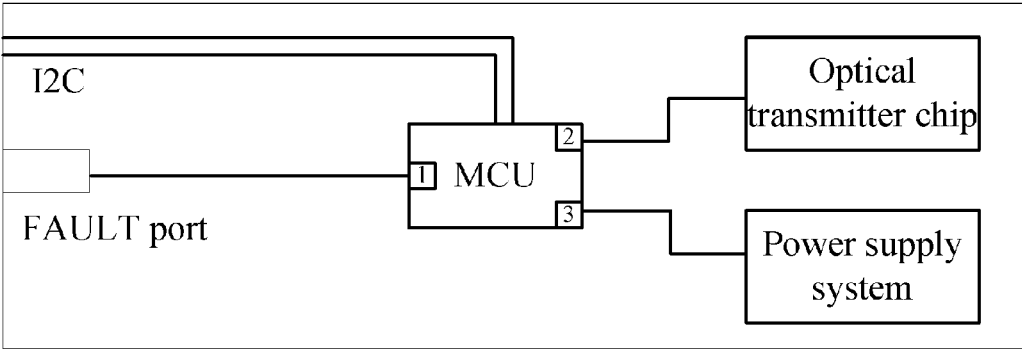 I2C
FAULT port
1
MCU
2
3
Optical
transmitter chip
Power supply
system